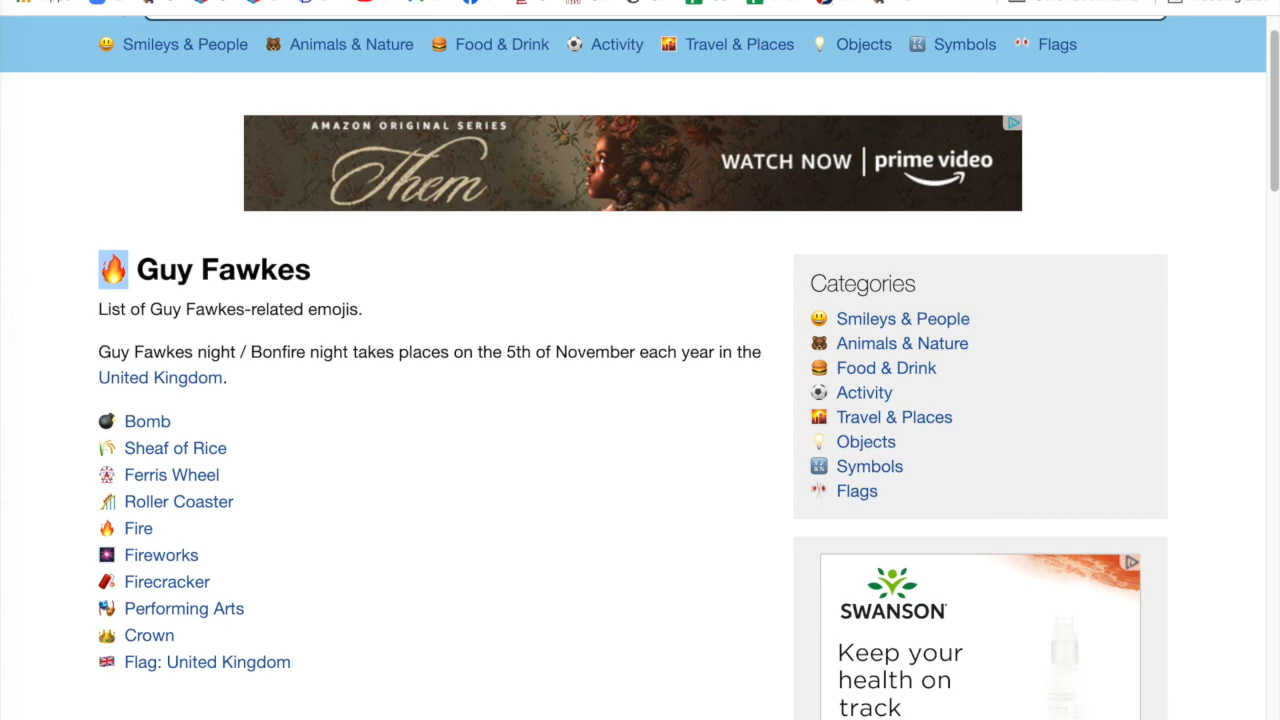 Smileys & People Animals & Nature Food & Drink Activity Travel & Places Objects Symbols Flags
AMAZON ORIGINAL SERIES
Them
WATCH NOW | prime video
Guy Fawkes
List of Guy Fawkes-related emojis.
Guy Fawkes night / Bonfire night takes places on the 5th of November each year in the
United Kingdom.
Bomb
Sheaf of Rice
Ferris Wheel
Roller Coaster
Fire
Fireworks
Firecracker
Performing Arts
Crown
Flag: United Kingdom
Categories
Smileys & People
Animals & Nature
Food & Drink
Activity
Travel & Places
Objects
Symbols
Flags
SWANSON
Keep your
health on
track